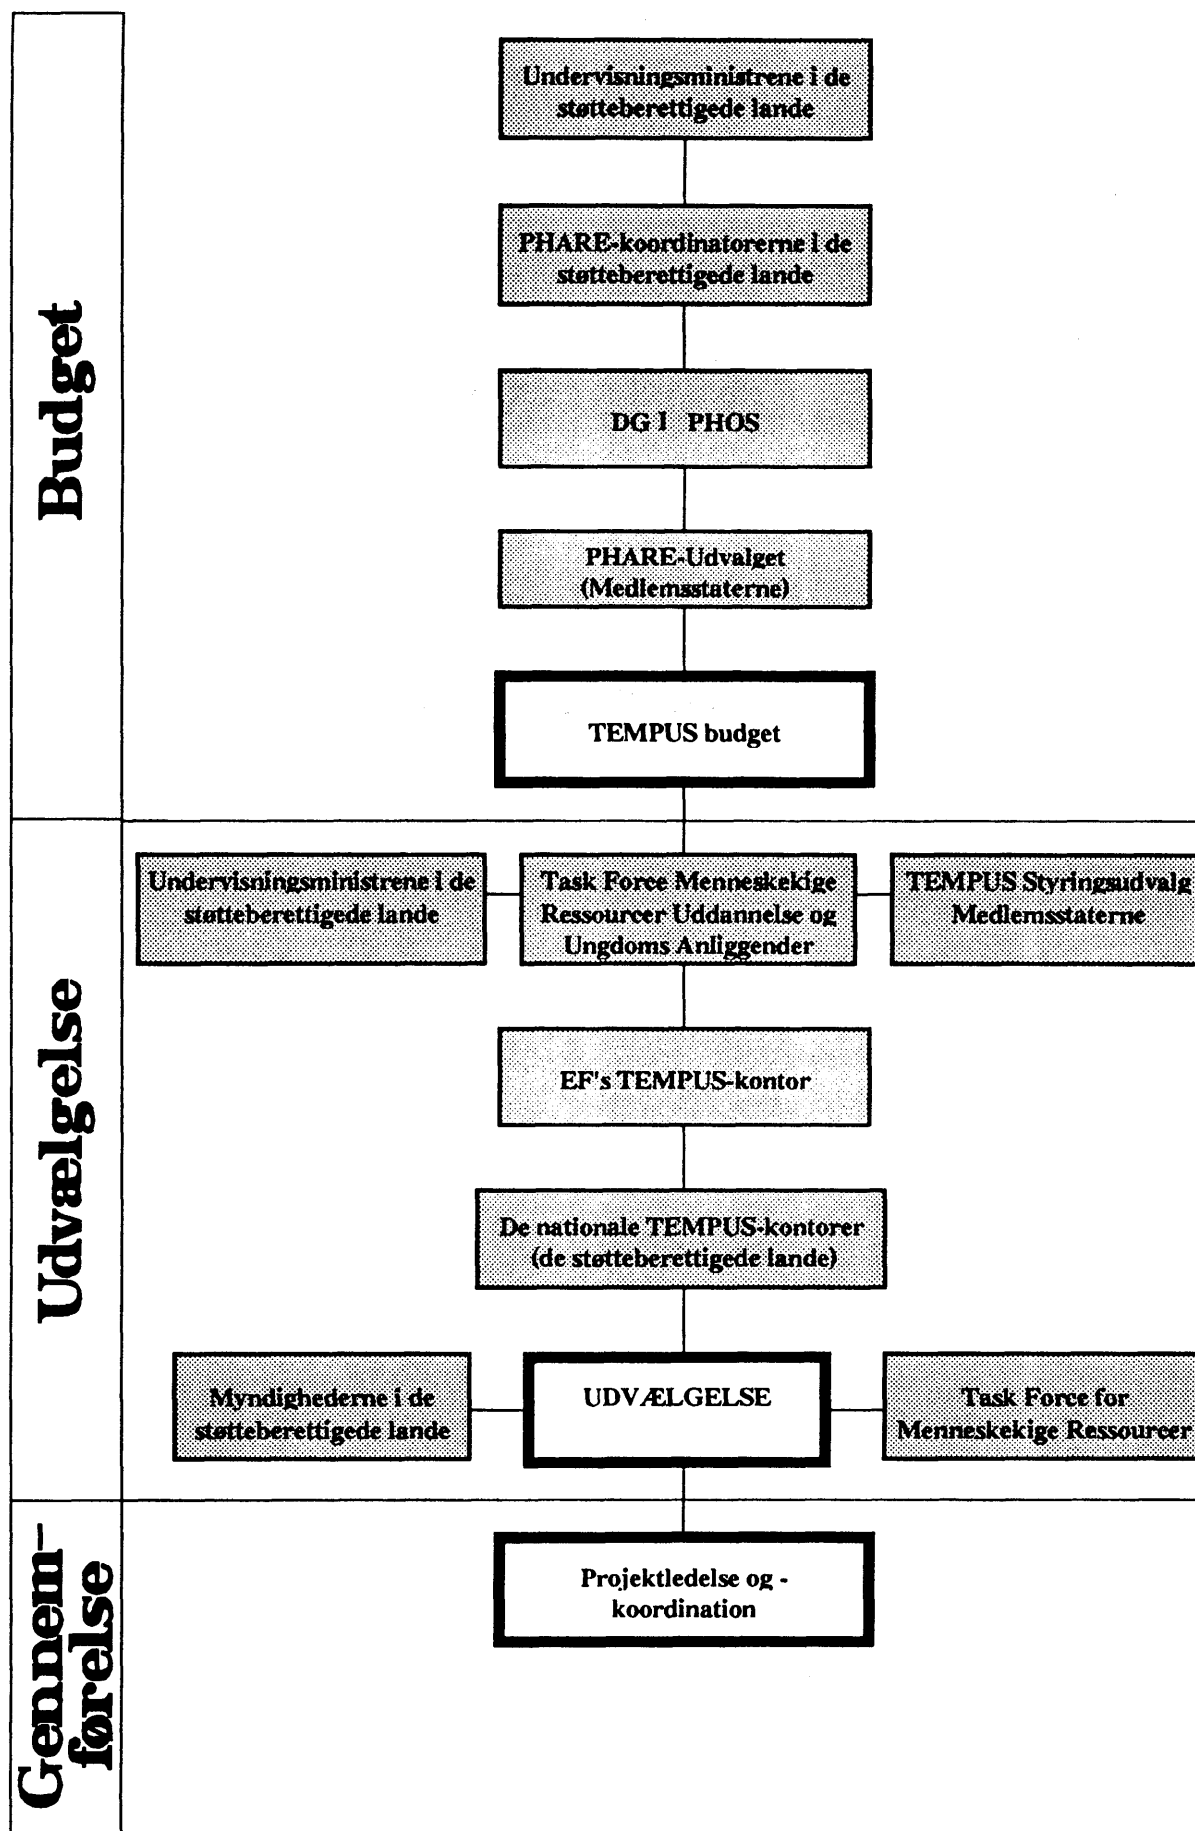 Budget
Undervisningsministrene i de
støtteberettigede lande
PHARE-koordinatorerne i de
støtteberettigede lande
DG I PHOS
PHARE-Udvalget
(Medlemsstaterne)
TEMPUS budget
Udvælgelse
Undervisningsministrene i de
støtteberettigede lande
Task Force Menneskekige
Ressourcer Uddannelse og
Ungdoms Anliggender
TEMPUS Styringsudvalg
Medlemsstaterne
EF's TEMPUS-kontor
De nationale TEMPUS-kontorer
(de støtteberettigede lande)
Myndighederne i de
støtteberettigede lande
UDVÆLGELSE
Task Force for
Menneskekige Ressourcer
Gennem-
førelse
Projektledelse og -
koordination